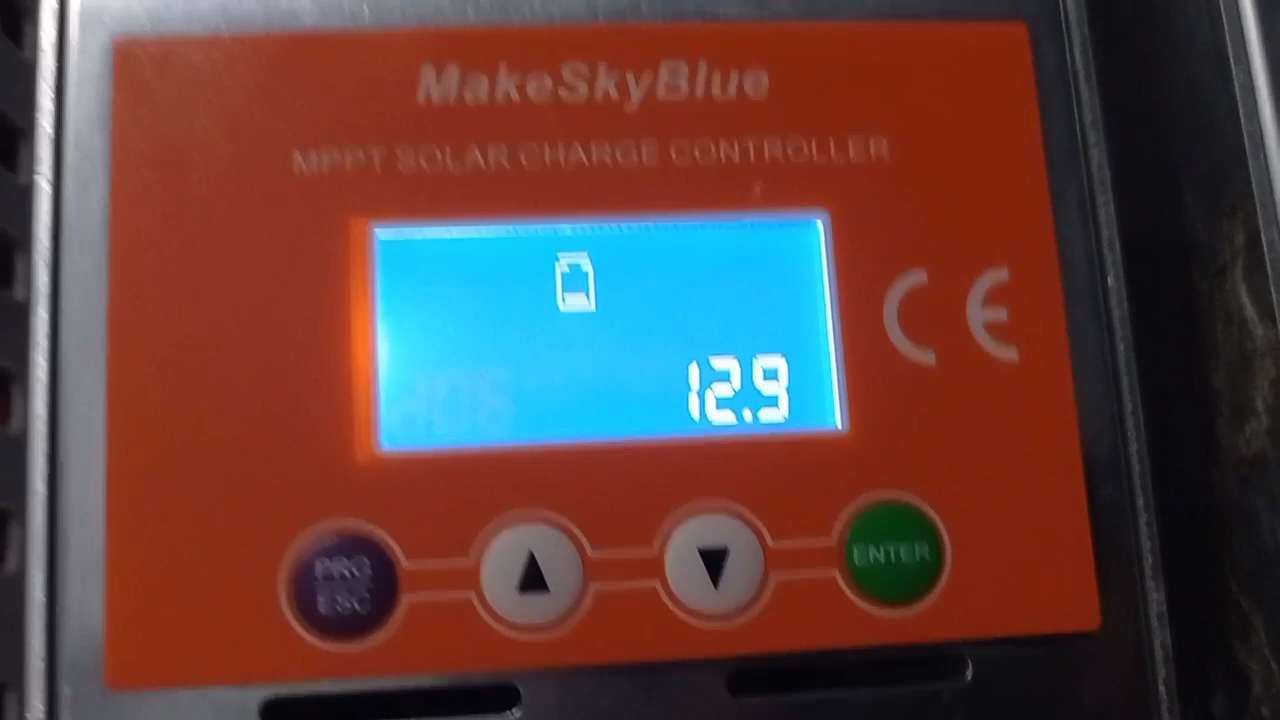 MakeSkyBlue
MPPT SOLAR CHARGE CONTROLLER
CE
12.9
PRG
ESC
ENTER